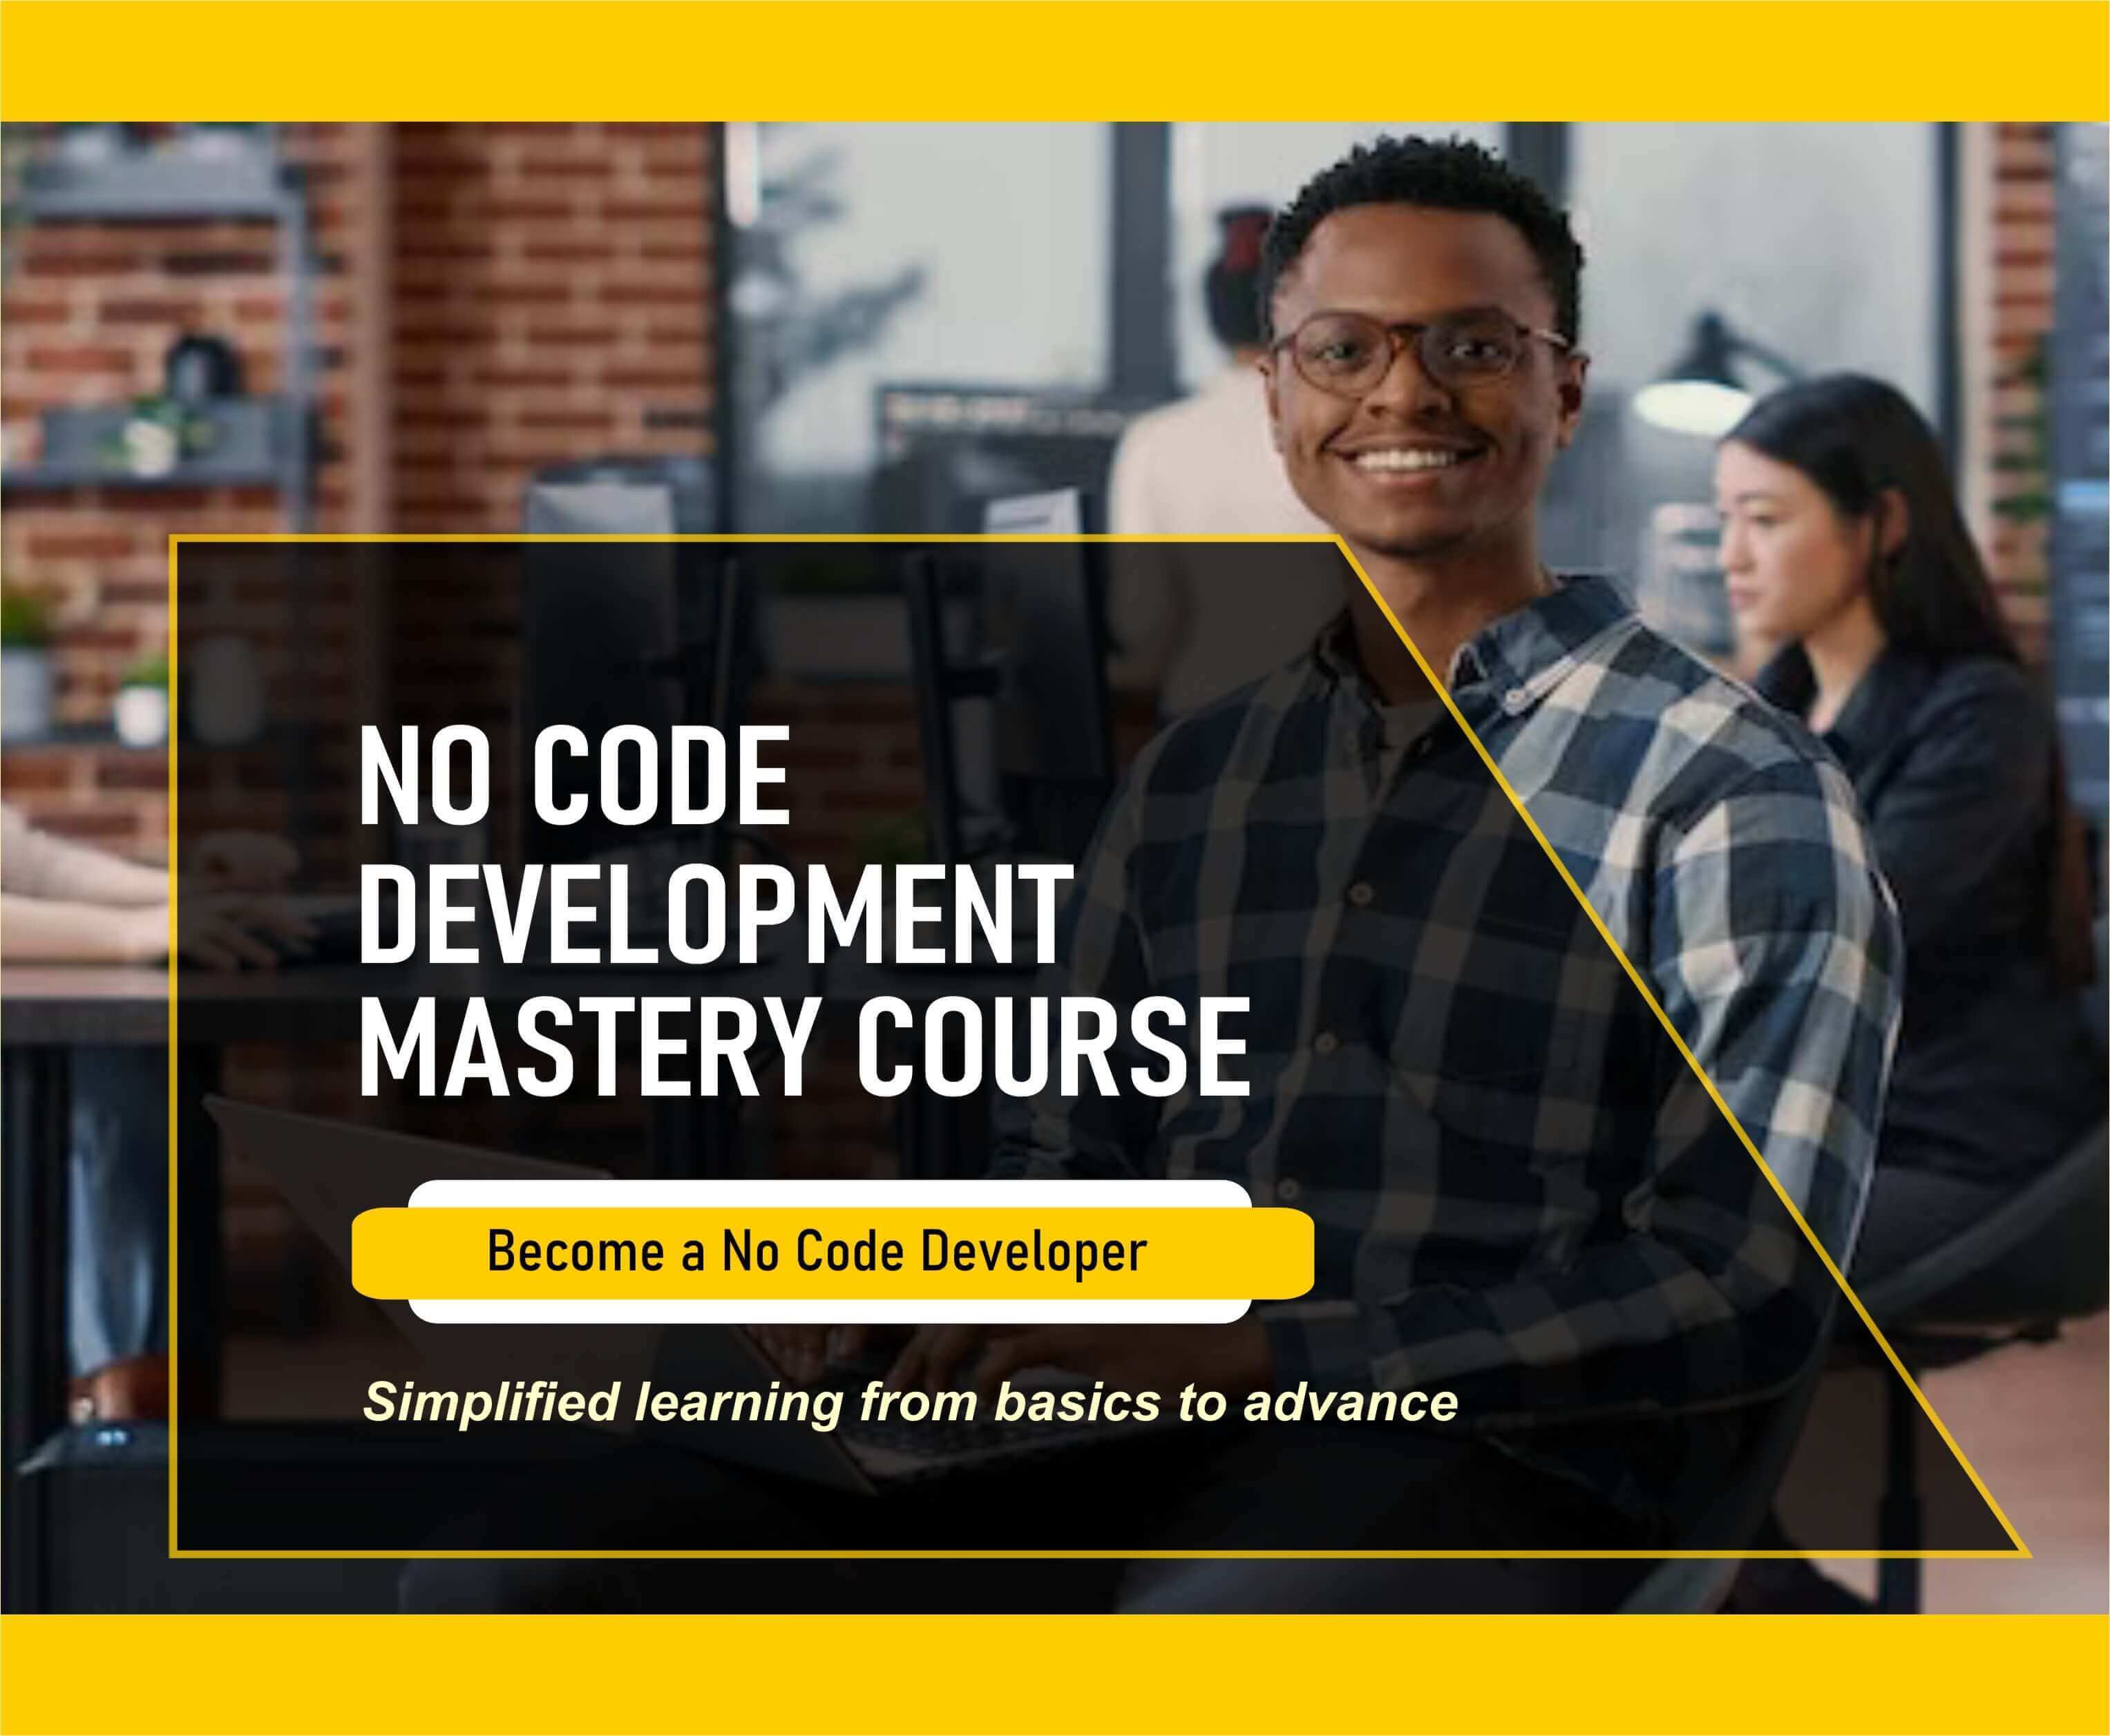 NO CODE
DEVELOPMENT
MASTERY COURSE
Become a No Code Developer
Simplified learning from basics to advance